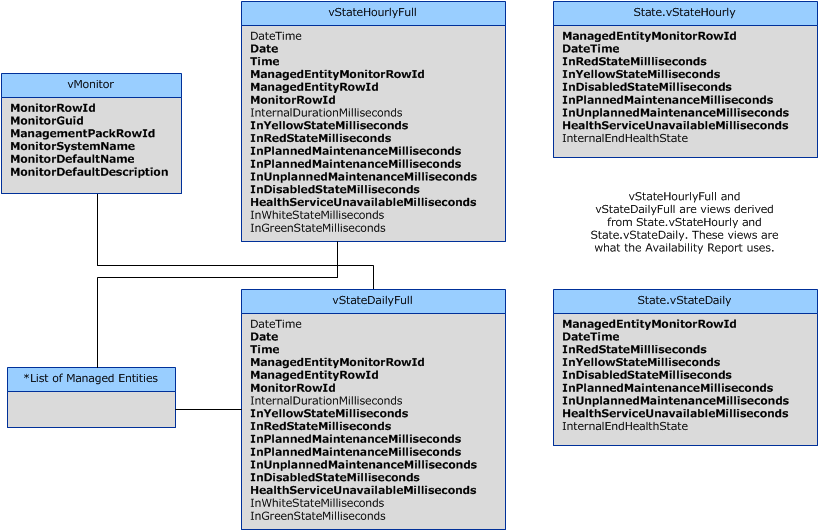 vStateHourlyFull
DateTime
Date
Time
ManagedEntityMonitorRowId
ManagedEntityRowId
MonitorRowId
InternalDurationMilliseconds
InYellowStateMilliseconds
InRedStateMilliseconds
InPlannedMaintenanceMilliseconds
InPlannedMaintenanceMilliseconds
InUnplannedMaintenanceMilliseconds
InDisabledStateMilliseconds
HealthServiceUnavailableMilliseconds
InWhiteStateMilliseconds
InGreenStateMilliseconds
State.vStateHourly
ManagedEntityMonitorRowId
DateTime
InRedStateMillliseconds
InYellowStateMilliseconds
InDisabledStateMilliseconds
InPlannedMaintenanceMilliseconds
InUnplannedMaintenanceMilliseconds
HealthServiceUnavailableMilliseconds
InternalEndHealthState
vMonitor
MonitorRowId
MonitorGuid
ManagementPackRowId
MonitorSystemName
MonitorDefaultName
MonitorDefaultDescription
vStateHourlyFull and
vStateDailyFull are views derived
from State.vStateHourly and
State.vStateDaily. These views are
what the Availability Report uses.
vStateDailyFull
DateTime
Date
Time
ManagedEntityMonitorRowId
ManagedEntityRowId
MonitorRowId
InternalDurationMilliseconds
InYellowStateMilliseconds
InRedStateMilliseconds
InPlannedMaintenanceMilliseconds
InPlannedMaintenanceMilliseconds
InUnplannedMaintenanceMilliseconds
InDisabledStateMilliseconds
HealthServiceUnavailableMilliseconds
InWhiteStateMilliseconds
InGreenStateMilliseconds
State.vStateDaily
ManagedEntityMonitorRowId
DateTime
InRedStateMillliseconds
InYellowStateMilliseconds
InDisabledStateMilliseconds
InPlannedMaintenanceMilliseconds
InUnplannedMaintenanceMilliseconds
HealthServiceUnavailableMilliseconds
InternalEndHealthState
*List of Managed Entities